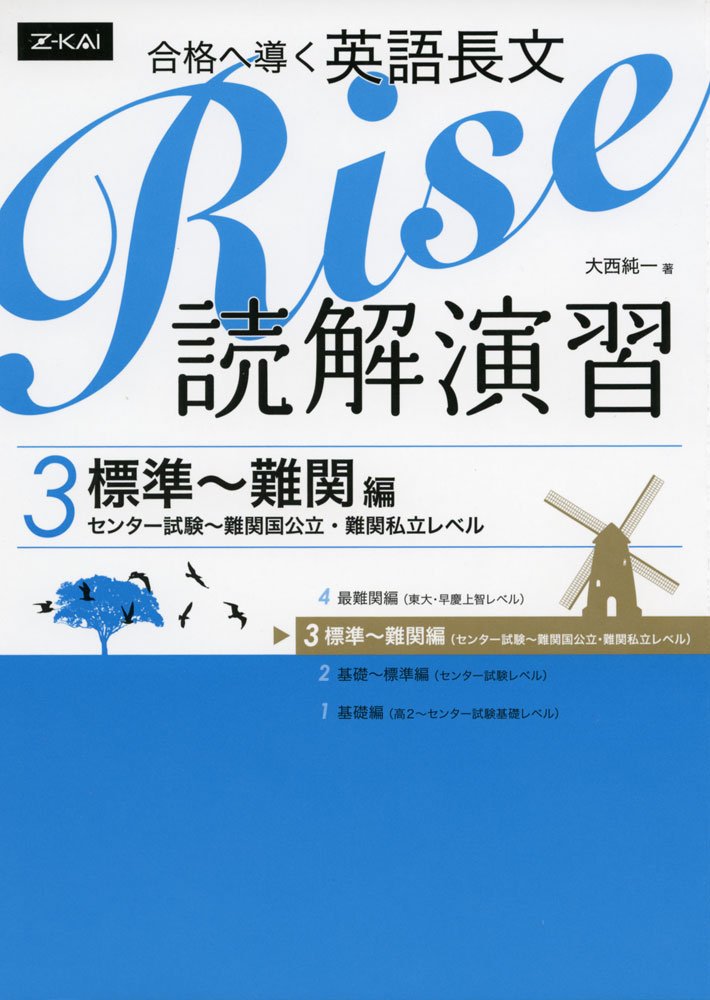 Z-KAI
合格へ導く英語長文
Rise
大西純一 著
読解演習
3 標準〜難関編
センター試験〜難関国公立・難関私立レベル
4 最難関編（東大・早慶上智レベル）
3 標準〜難関編（センター試験〜難関国公立・難関私立レベル）
2 基礎〜標準編（センター試験レベル）
1 基礎編（高2〜センター試験基礎レベル）